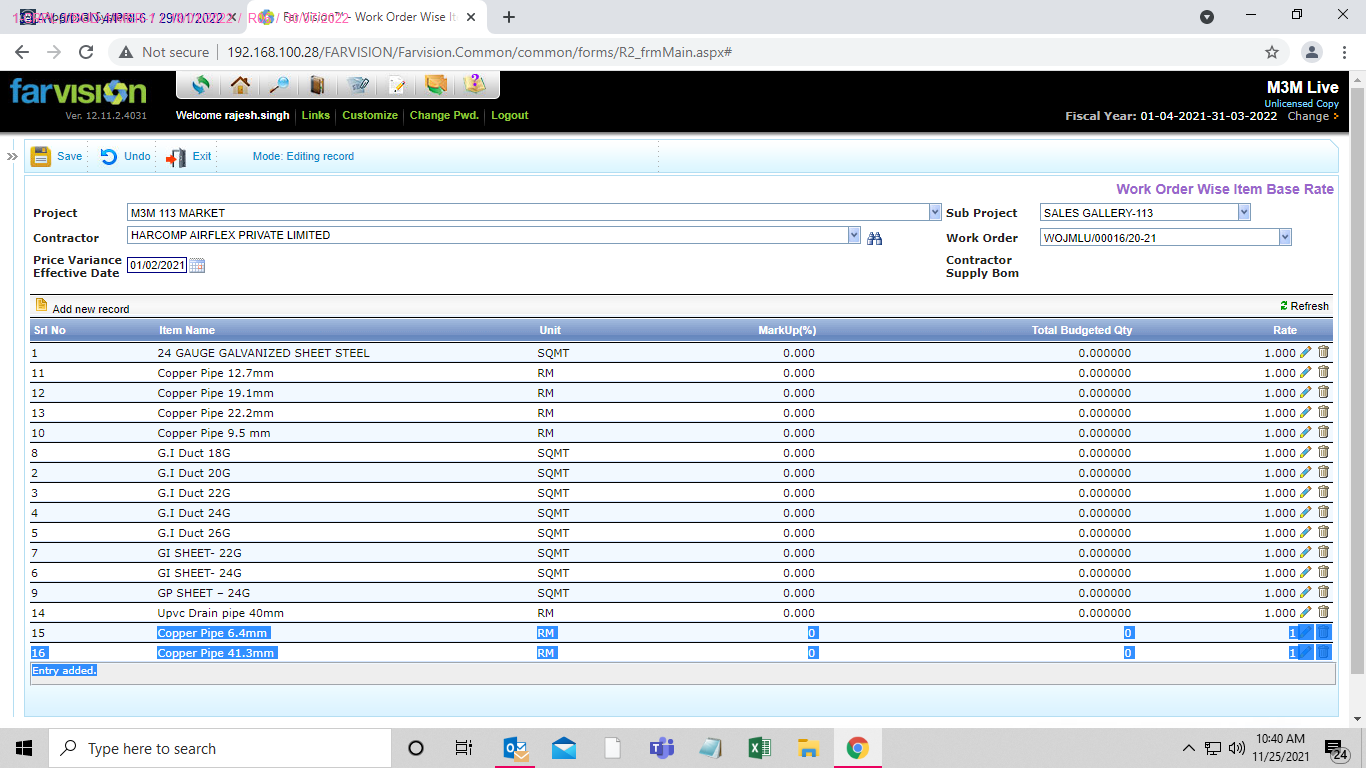 Far Vision™ - Work Order Wise It
Not secure
192.168.100.28/FARVISION/Farvision.Common/common/forms/R2_frmMain.aspx#
farvision
Ver. 12.11.2.4031
Welcome rajesh.singh Links Customize Change Pwd. Logout
M3M Live
Unlicensed Copy
Fiscal Year: 01-04-2021-31-03-2022 Change
Save Undo Exit Mode: Editing record
Work Order Wise Item Base Rate
Project M3M 113 MARKET Sub Project SALES GALLERY-113
Contractor HARCOMP AIRFLEX PRIVATE LIMITED Work Order WOJMLU/00016/20-21
Price Variance Effective Date 01/02/2021 Contractor Supply Bom
Add new record Refresh
Srl No Item Name Unit MarkUp(%) Total Budgeted Qty Rate
1 24 GAUGE GALVANIZED SHEET STEEL SQMT 0.000 0.000000 1.000
11 Copper Pipe 12.7mm RM 0.000 0.000000 1.000
12 Copper Pipe 19.1mm RM 0.000 0.000000 1.000
13 Copper Pipe 22.2mm RM 0.000 0.000000 1.000
10 Copper Pipe 9.5 mm RM 0.000 0.000000 1.000
8 G.I Duct 18G SQMT 0.000 0.000000 1.000
2 G.I Duct 20G SQMT 0.000 0.000000 1.000
3 G.I Duct 22G SQMT 0.000 0.000000 1.000
4 G.I Duct 24G SQMT 0.000 0.000000 1.000
5 G.I Duct 26G SQMT 0.000 0.000000 1.000
7 GI SHEET- 22G SQMT 0.000 0.000000 1.000
6 GI SHEET- 24G SQMT 0.000 0.000000 1.000
9 GP SHEET – 24G SQMT 0.000 0.000000 1.000
14 Upvc Drain pipe 40mm RM 0.000 0.000000 1.000
15 Copper Pipe 6.4mm RM 0 0 1
16 Copper Pipe 41.3mm RM 0 0 1
Entry added.
Type here to search
10:40 AM
11/25/2021
24